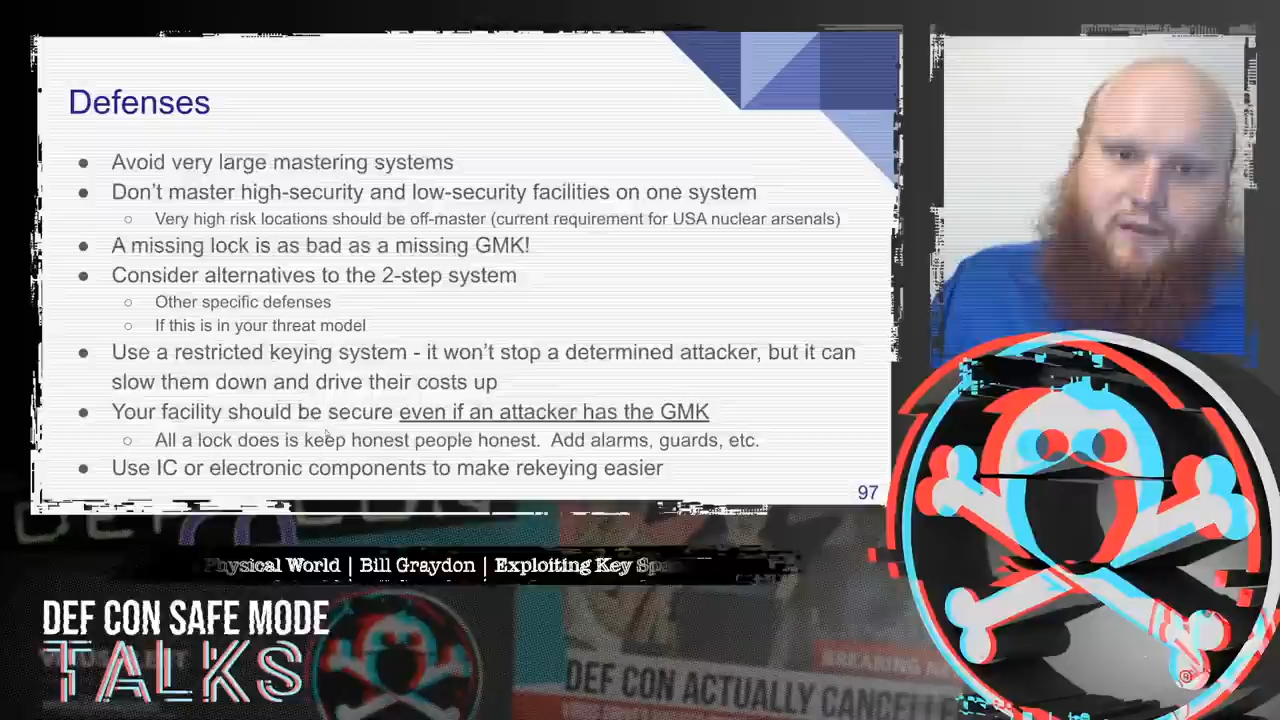 Defenses
● Avoid very large mastering systems
● Don't master high-security and low-security facilities on one system
○ Very high risk locations should be off-master (current requirement for USA nuclear arsenals)
● A missing lock is as bad as a missing GMK!
● Consider alternatives to the 2-step system
○ Other specific defenses
○ If this is in your threat model
● Use a restricted keying system - it won't stop a determined attacker, but it can
slow them down and drive their costs up
● Your facility should be secure even if an attacker has the GMK
○ All a lock does is keep honest people honest. Add alarms, guards, etc.
● Use IC or electronic components to make rekeying easier
97
DEF CON
Physical World | Bill Graydon | Exploiting Key Spa
DEF CON SAFE MODE
TALKS
BREAKING NE
DEF CON ACTUALLY CANCELLE
®